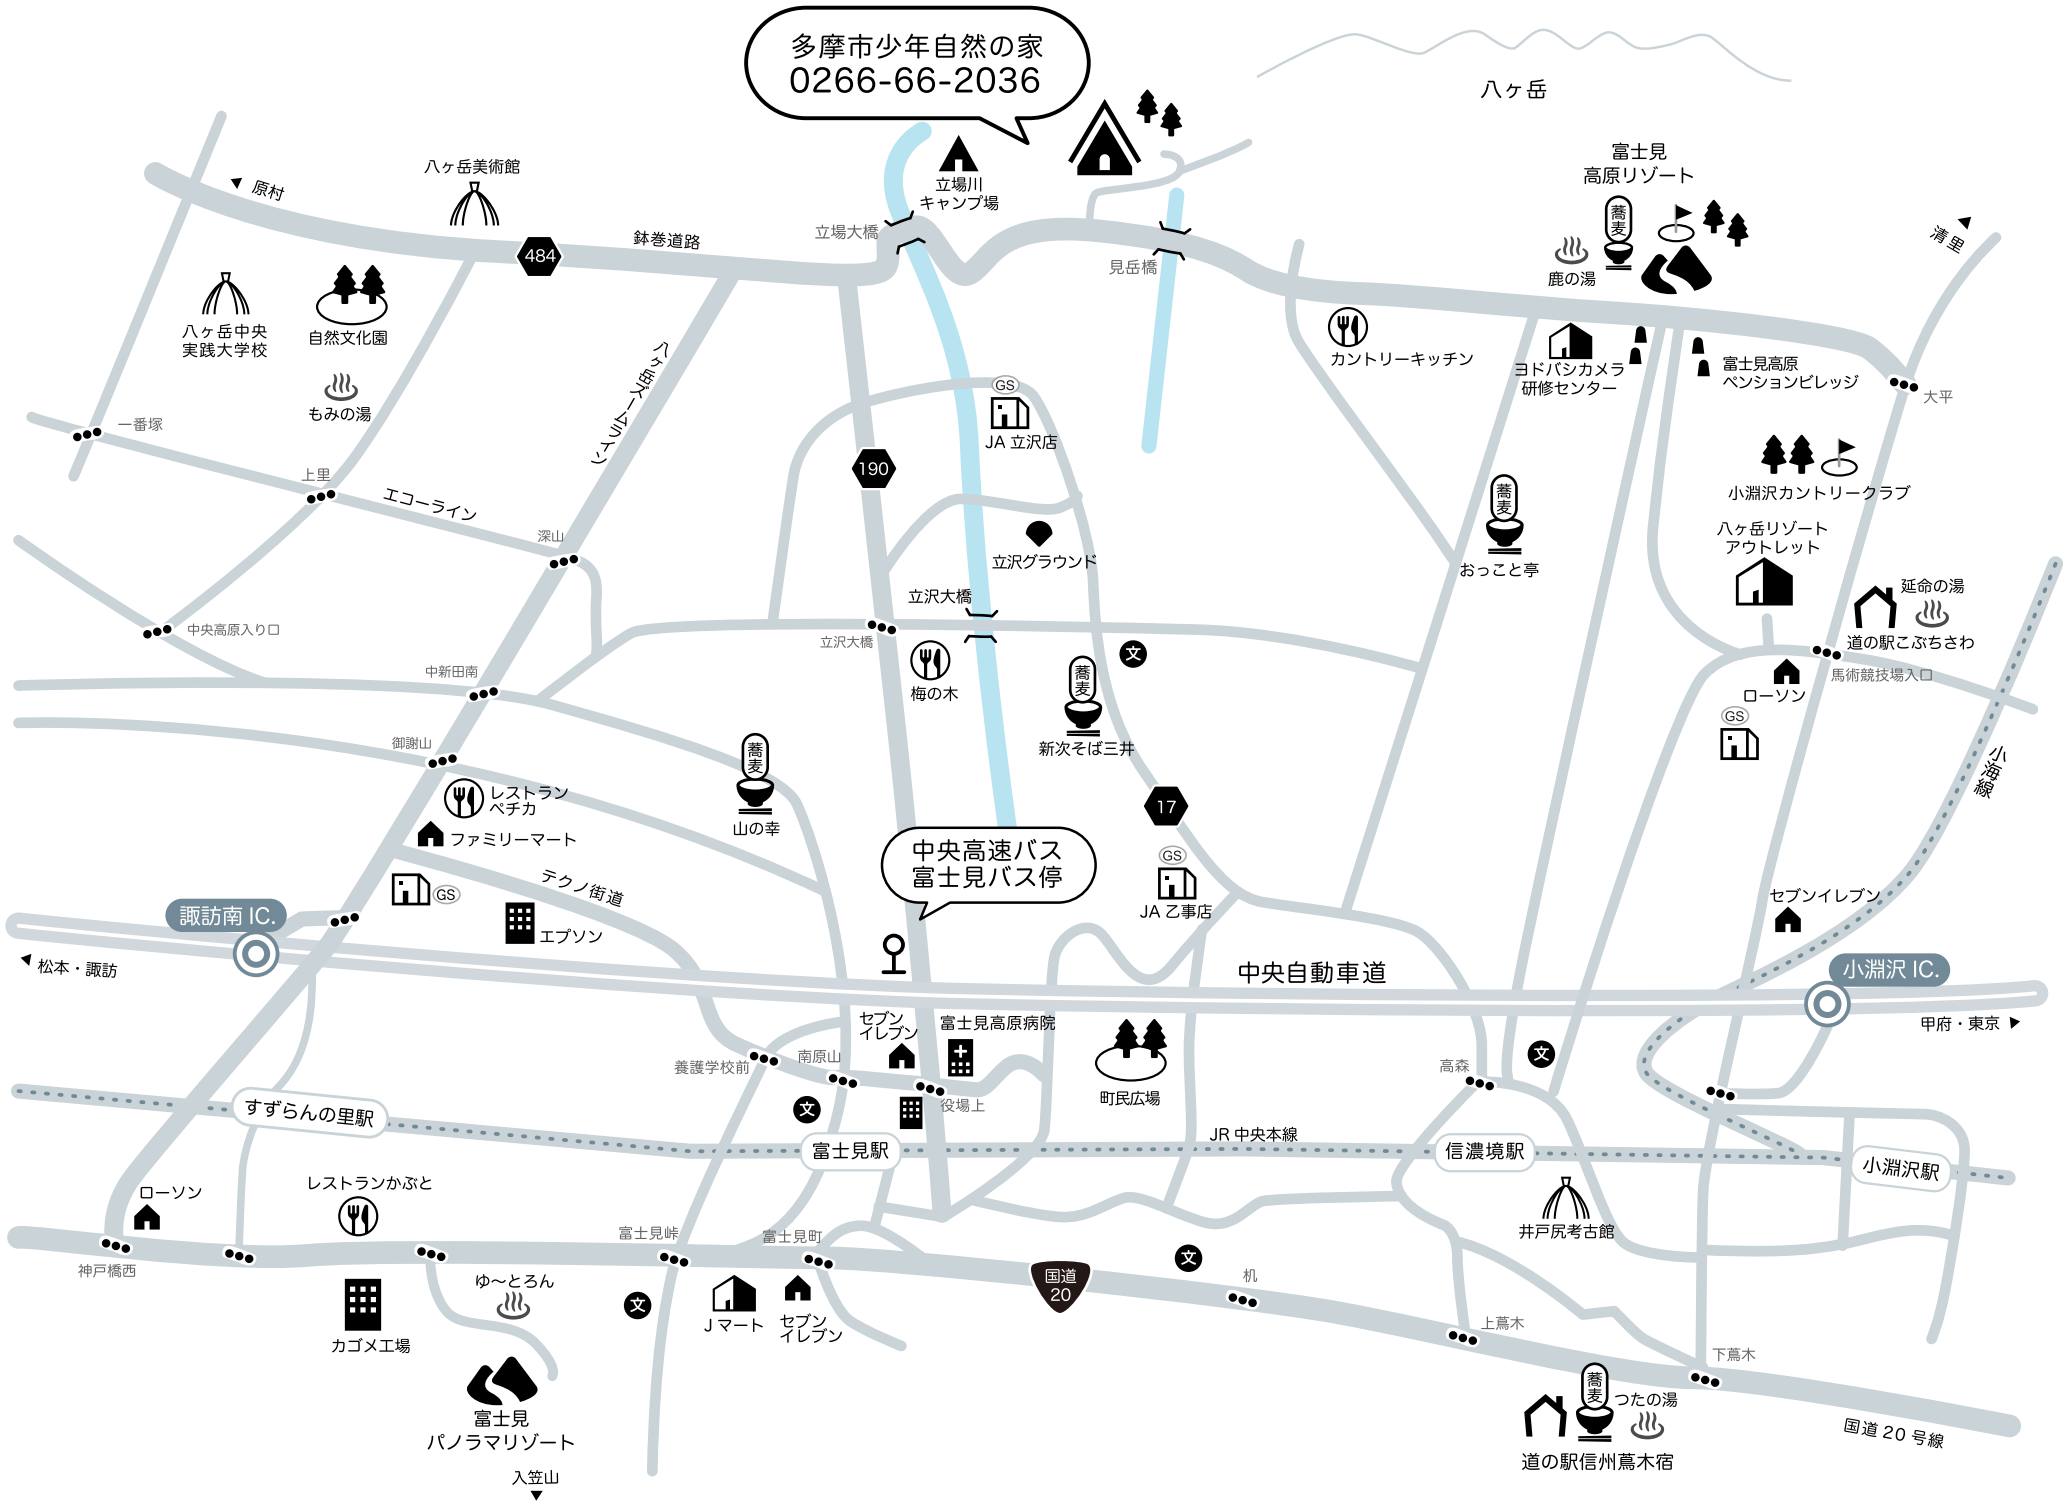 多摩市少年自然の家
0266-66-2036
八ヶ岳
富士見
高原リゾート
蕎麦
鹿の湯
清里
原村
八ヶ岳美術館
立場川
キャンプ場
立場大橋
鉢巻道路
484
見岳橋
八ヶ岳中央
実践大学校
自然文化園
もみの湯
八ヶ岳ズームライン
カントリーキッチン
ヨドバシカメラ
研修センター
富士見高原
ペンションビレッジ
大平
GS
JA 立沢店
一番塚
上里
エコーライン
190
深山
立沢グラウンド
蕎麦
おっこと亭
小淵沢カントリークラブ
八ヶ岳リゾート
アウトレット
延命の湯
道の駅こぶちさわ
立沢大橋
立沢大橋
中央高原入り口
中新田南
梅の木
文
蕎麦
新次そば三井
馬術競技場入口
ローソン
GS
小海線
御謝山
レストラン
ペチカ
ファミリーマート
蕎麦
山の幸
17
中央高速バス
富士見バス停
GS
テクノ街道
エプソン
GS
JA 乙事店
セブンイレブン
諏訪南 IC.
松本・諏訪
中央自動車道
小淵沢 IC.
甲府・東京
セブン
イレブン
富士見高原病院
養護学校前
南原山
役場上
文
町民広場
高森
文
すずらんの里駅
富士見駅
JR 中央本線
信濃境駅
小淵沢駅
ローソン
レストランかぶと
井戸尻考古館
神戸橋西
富士見峠
富士見町
カゴメ工場
ゆ～とろん
文
Jマート
セブン
イレブン
国道
20
文
机
上蔦木
下蔦木
富士見
パノラマリゾート
入笠山
蕎麦
つたの湯
道の駅信州蔦木宿
国道 20 号線